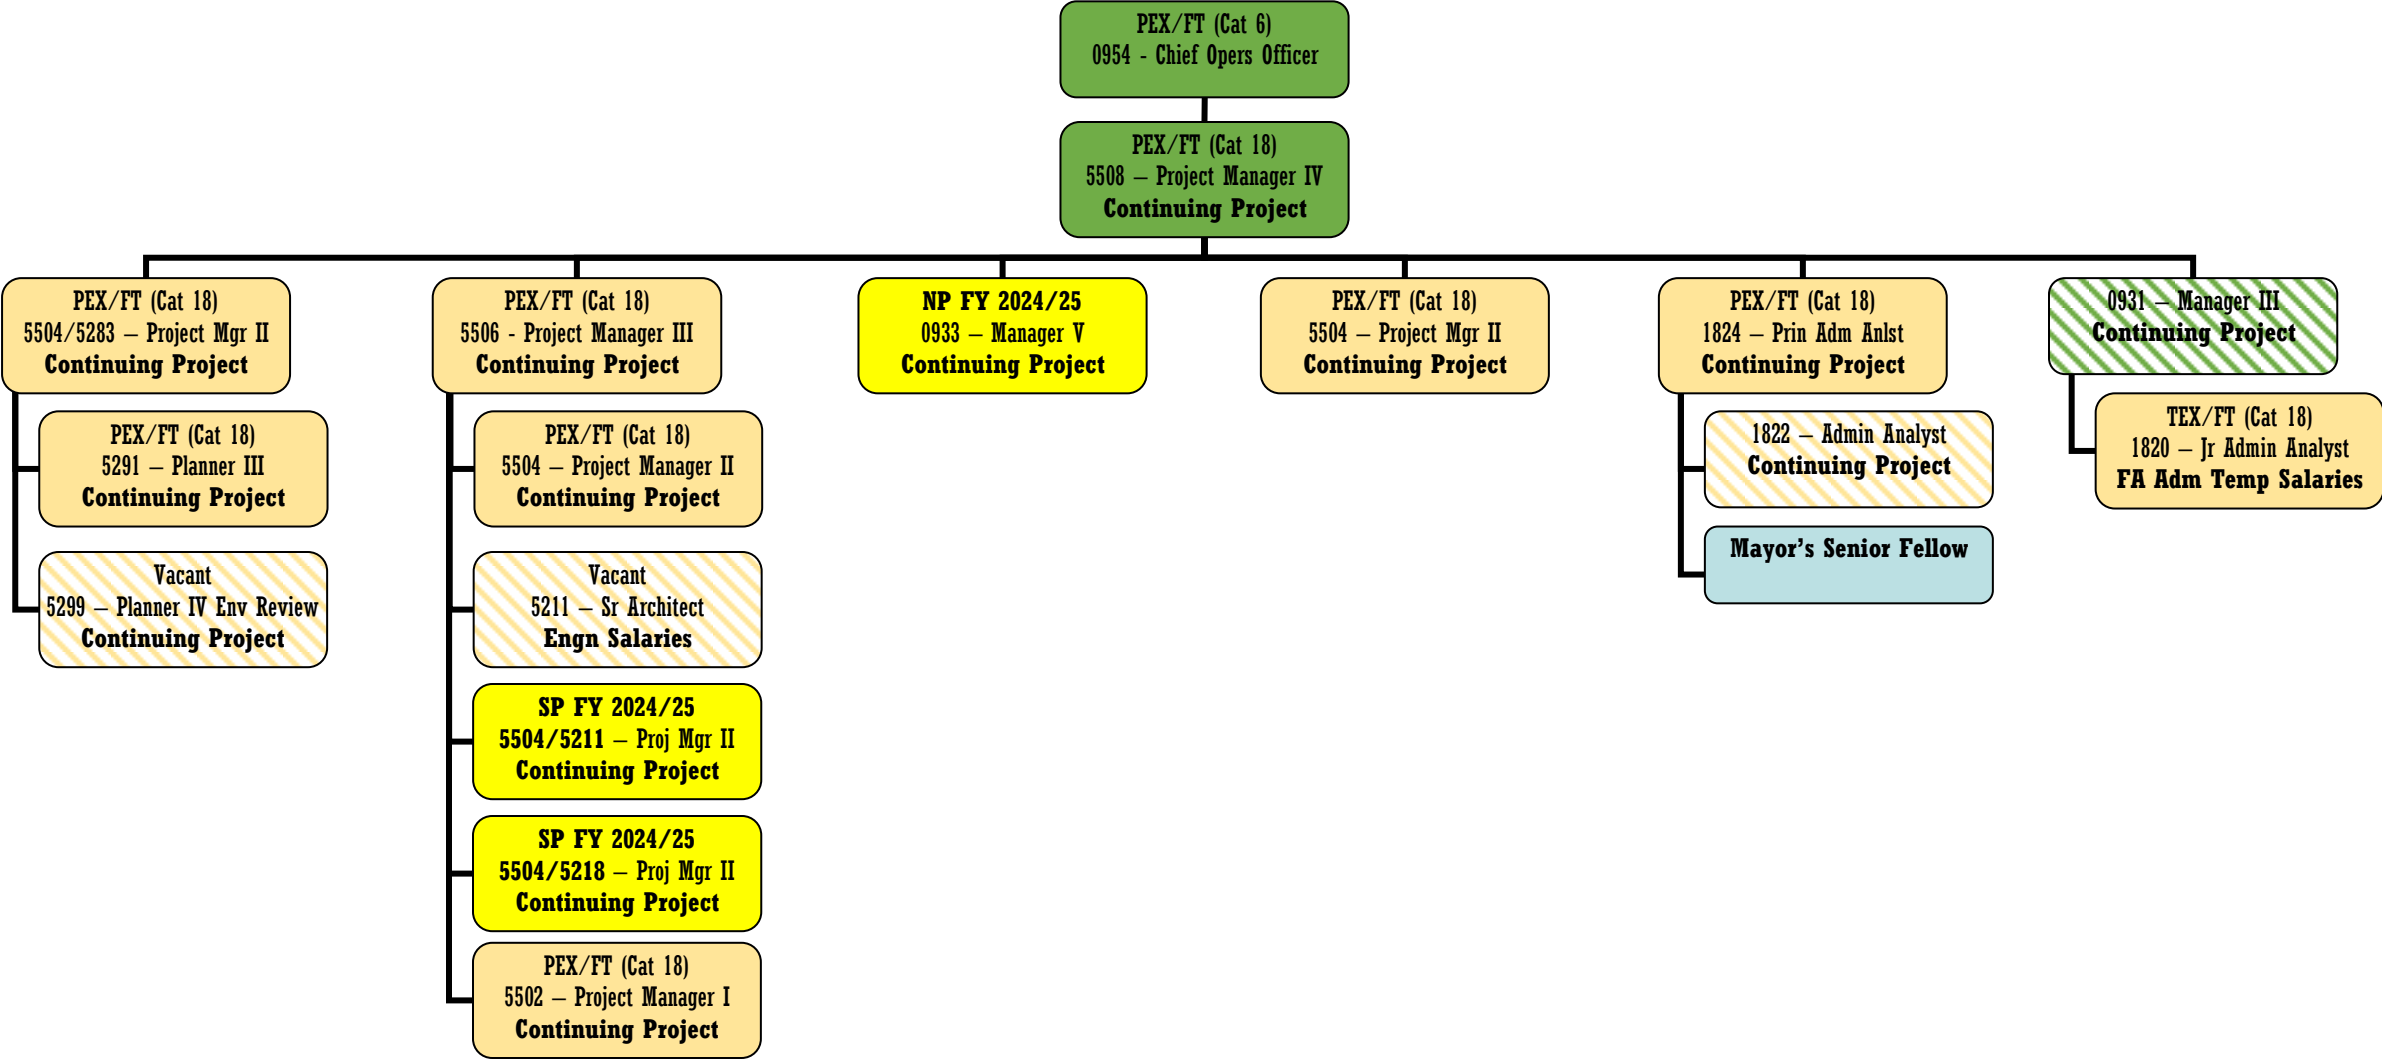 PEX/FT (Cat 6)
0954 - Chief Opers Officer
PEX/FT (Cat 18)
5508 – Project Manager IV
Continuing Project
PEX/FT (Cat 18)
5504/5283 – Project Mgr II
Continuing Project
PEX/FT (Cat 18)
5291 – Planner III
Continuing Project
Vacant
5299 – Planner IV Env Review
Continuing Project
PEX/FT (Cat 18)
5506 - Project Manager III
Continuing Project
PEX/FT (Cat 18)
5504 – Project Manager II
Continuing Project
Vacant
5211 – Sr Architect
Engn Salaries
SP FY 2024/25
5504/5211 – Proj Mgr II
Continuing Project
SP FY 2024/25
5504/5218 – Proj Mgr II
Continuing Project
PEX/FT (Cat 18)
5502 – Project Manager I
Continuing Project
NP FY 2024/25
0933 – Manager V
Continuing Project
PEX/FT (Cat 18)
5504 – Project Mgr II
Continuing Project
PEX/FT (Cat 18)
1824 – Prin Adm Anlst
Continuing Project
1822 – Admin Analyst
Continuing Project
Mayor’s Senior Fellow
0931 – Manager III
Continuing Project
TEX/FT (Cat 18)
1820 – Jr Admin Analyst
FA Adm Temp Salaries